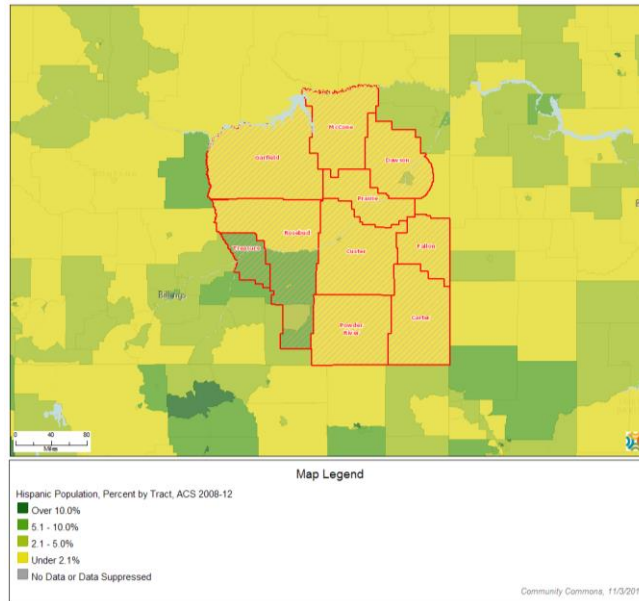 McCone
Garfield
Dawson
Prairie
Rosebud
Treasure
Custer
Fallon
Billings
Powder
River
Carter
0 40 80
Miles
Map Legend
Hispanic Population, Percent by Tract, ACS 2008-12
Over 10.0%
5.1 - 10.0%
2.1 - 5.0%
Under 2.1%
No Data or Data Suppressed
Community Commons, 11/3/201